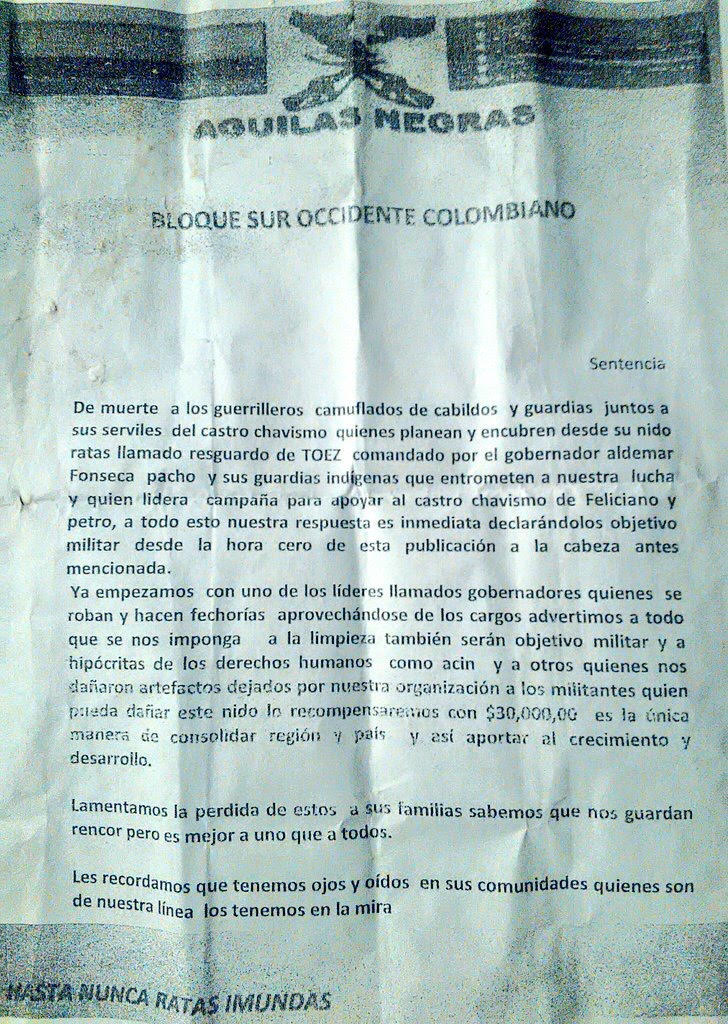 AGUILAS NEGRAS
BLOQUE SUR OCCIDENTE COLOMBIANO
Sentencia
De muerte a los guerrilleros camuflados de cabildos y guardias juntos a
sus serviles del castro chavismo quienes planean y encubren desde su nido
ratas llamado resguardo de TOEZ comandado por el gobernador aldemar
Fonseca pacho y sus guardias indígenas que entrometen a nuestra lucha
y quien lidera campaña para apoyar al castro chavismo de Feliciano y
petro, a todo esto nuestra respuesta es inmediata declarándolos objetivo
militar desde la hora cero de esta publicación a la cabeza antes
mencionada.
Ya empezamos con uno de los líderes llamados gobernadores quienes se
roban y hacen fechorías aprovechándose de los cargos advertimos a todo
que se nos imponga a la limpieza también serán objetivo militar y a
hipócritas de los derechos humanos como acin y a otros quienes nos
dañaron artefactos dejados por nuestra organización a los militantes quien
pueda dañar este nido lo recompensaremos con $30,000,00 es la única
manera de consolidar región y país y así aportar al crecimiento y
desarrollo.
Lamentamos la perdida de estos a sus familias sabemos que nos guardan
rencor pero es mejor a uno que a todos.
Les recordamos que tenemos ojos y oídos en sus comunidades quienes son
de nuestra línea los tenemos en la mira
HASTA NUNCA RATAS IMUNDAS